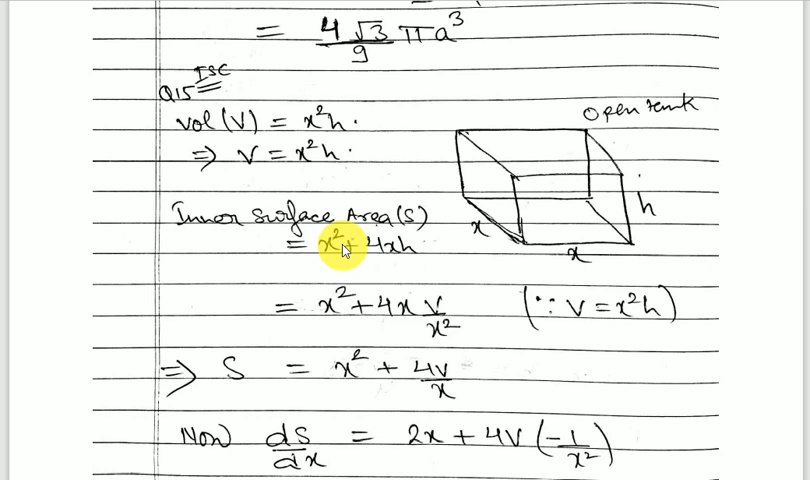 = 4√3/9 πa³
ISC
Q15
Vol (V) = x²h.
⇒ V = x²h.
Open tank
h
x
x
Inner Surface Area (S)
= x² + 4xh
= x² + 4x V/x² (∵ V = x²h)
⇒ S = x² + 4V/x
Now dS/dx = 2x + 4V (-1/x²)